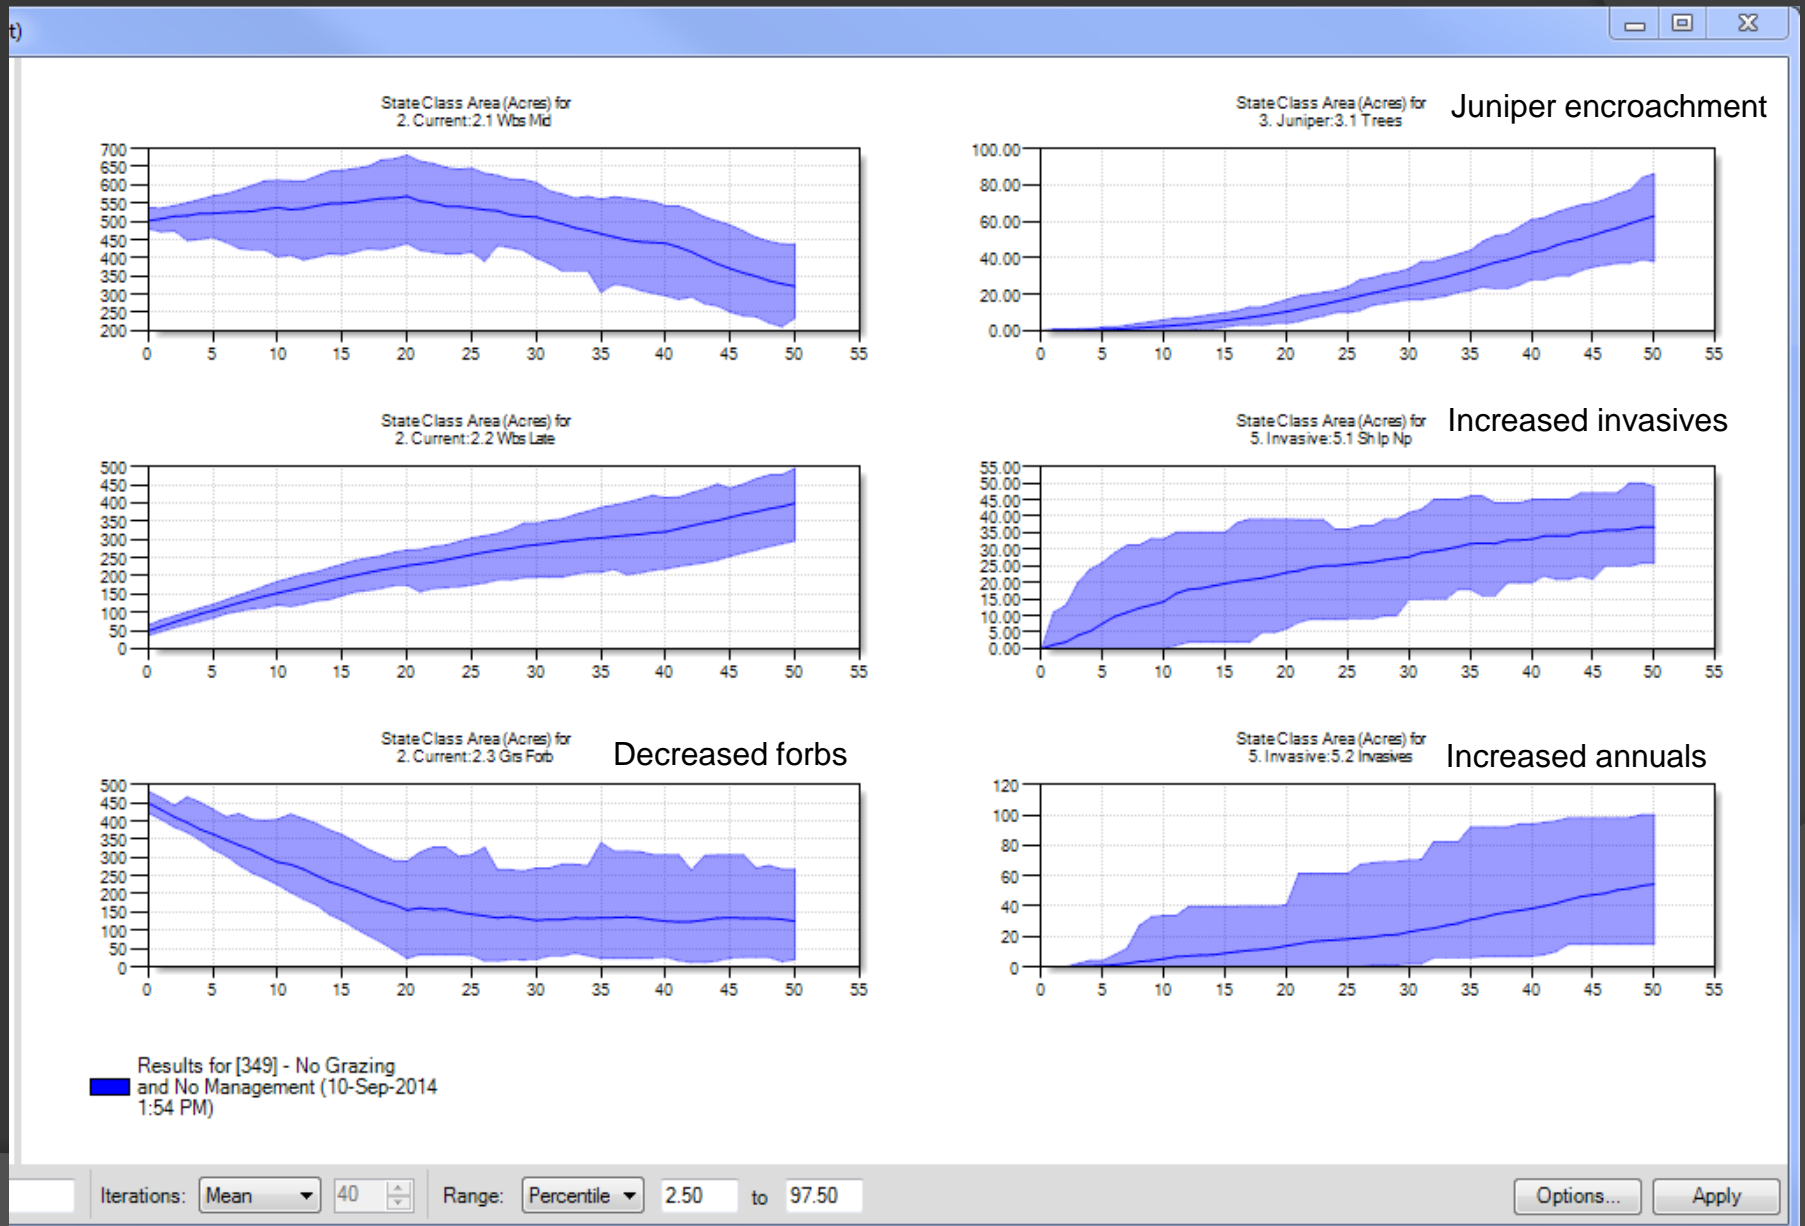 t)
State Class Area (Acres) for
2. Current:2.1 Wbs Mid
700
650
600
550
500
450
400
350
300
250
200
0 5 10 15 20 25 30 35 40 45 50 55
State Class Area (Acres) for
3. Juniper:3.1 Trees
Juniper encroachment
100.00
80.00
60.00
40.00
20.00
0.00
0 5 10 15 20 25 30 35 40 45 50 55
State Class Area (Acres) for
2. Current:2.2 Wbs Late
500
450
400
350
300
250
200
150
100
50
0
0 5 10 15 20 25 30 35 40 45 50 55
State Class Area (Acres) for
5. Invasive:5.1 Sh Ip Np
Increased invasives
55.00
50.00
45.00
40.00
35.00
30.00
25.00
20.00
15.00
10.00
5.00
0.00
0 5 10 15 20 25 30 35 40 45 50 55
State Class Area (Acres) for
2. Current:2.3 Grs Forb
Decreased forbs
500
450
400
350
300
250
200
150
100
50
0
0 5 10 15 20 25 30 35 40 45 50 55
State Class Area (Acres) for
5. Invasive:5.2 Invasives
Increased annuals
120
100
80
60
40
20
0
0 5 10 15 20 25 30 35 40 45 50 55
Results for [349] - No Grazing
and No Management (10-Sep-2014
1:54 PM)
Iterations: Mean 40 Range: Percentile 2.50 to 97.50 Options... Apply